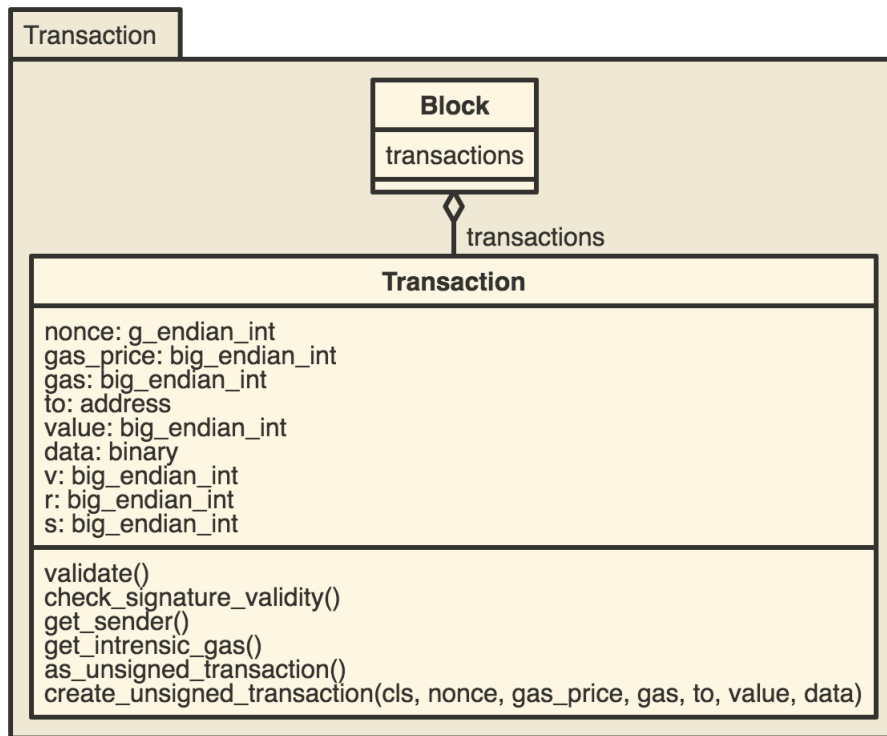 Transaction
Block
transactions
transactions
Transaction
nonce: g_endian_int
gas_price: big_endian_int
gas: big_endian_int
to: address
value: big_endian_int
data: binary
v: big_endian_int
r: big_endian_int
s: big_endian_int
validate()
check_signature_validity()
get_sender()
get_intrensic_gas()
as_unsigned_transaction()
create_unsigned_transaction(cls, nonce, gas_price, gas, to, value, data)